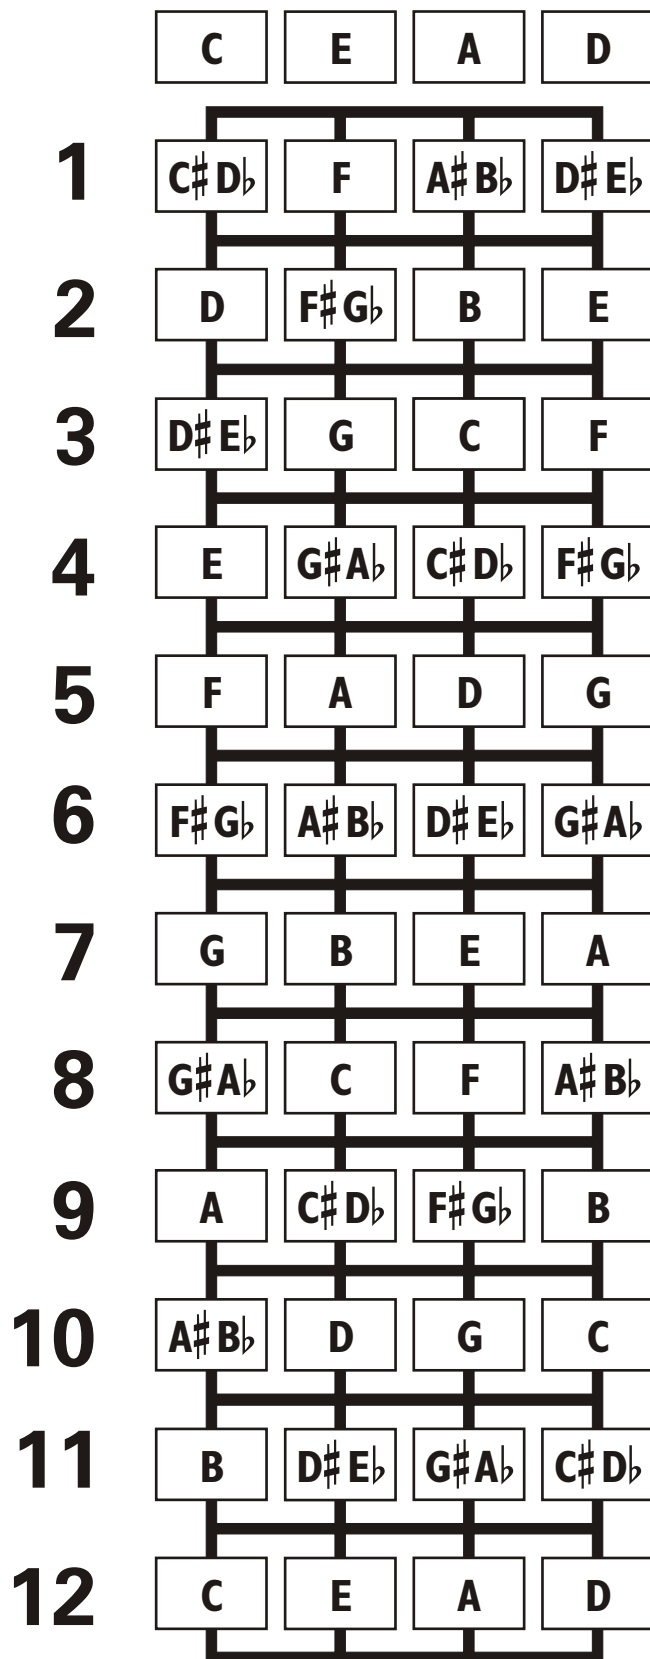 C E A D
1 C♯D♭ F A♯B♭ D♯E♭
2 D F♯G♭ B E
3 D♯E♭ G C F
4 E G♯A♭ C♯D♭ F♯G♭
5 F A D G
6 F♯G♭ A♯B♭ D♯E♭ G♯A♭
7 G B E A
8 G♯A♭ C F A♯B♭
9 A C♯D♭ F♯G♭ B
10 A♯B♭ D G C
11 B D♯E♭ G♯A♭ C♯D♭
12 C E A D